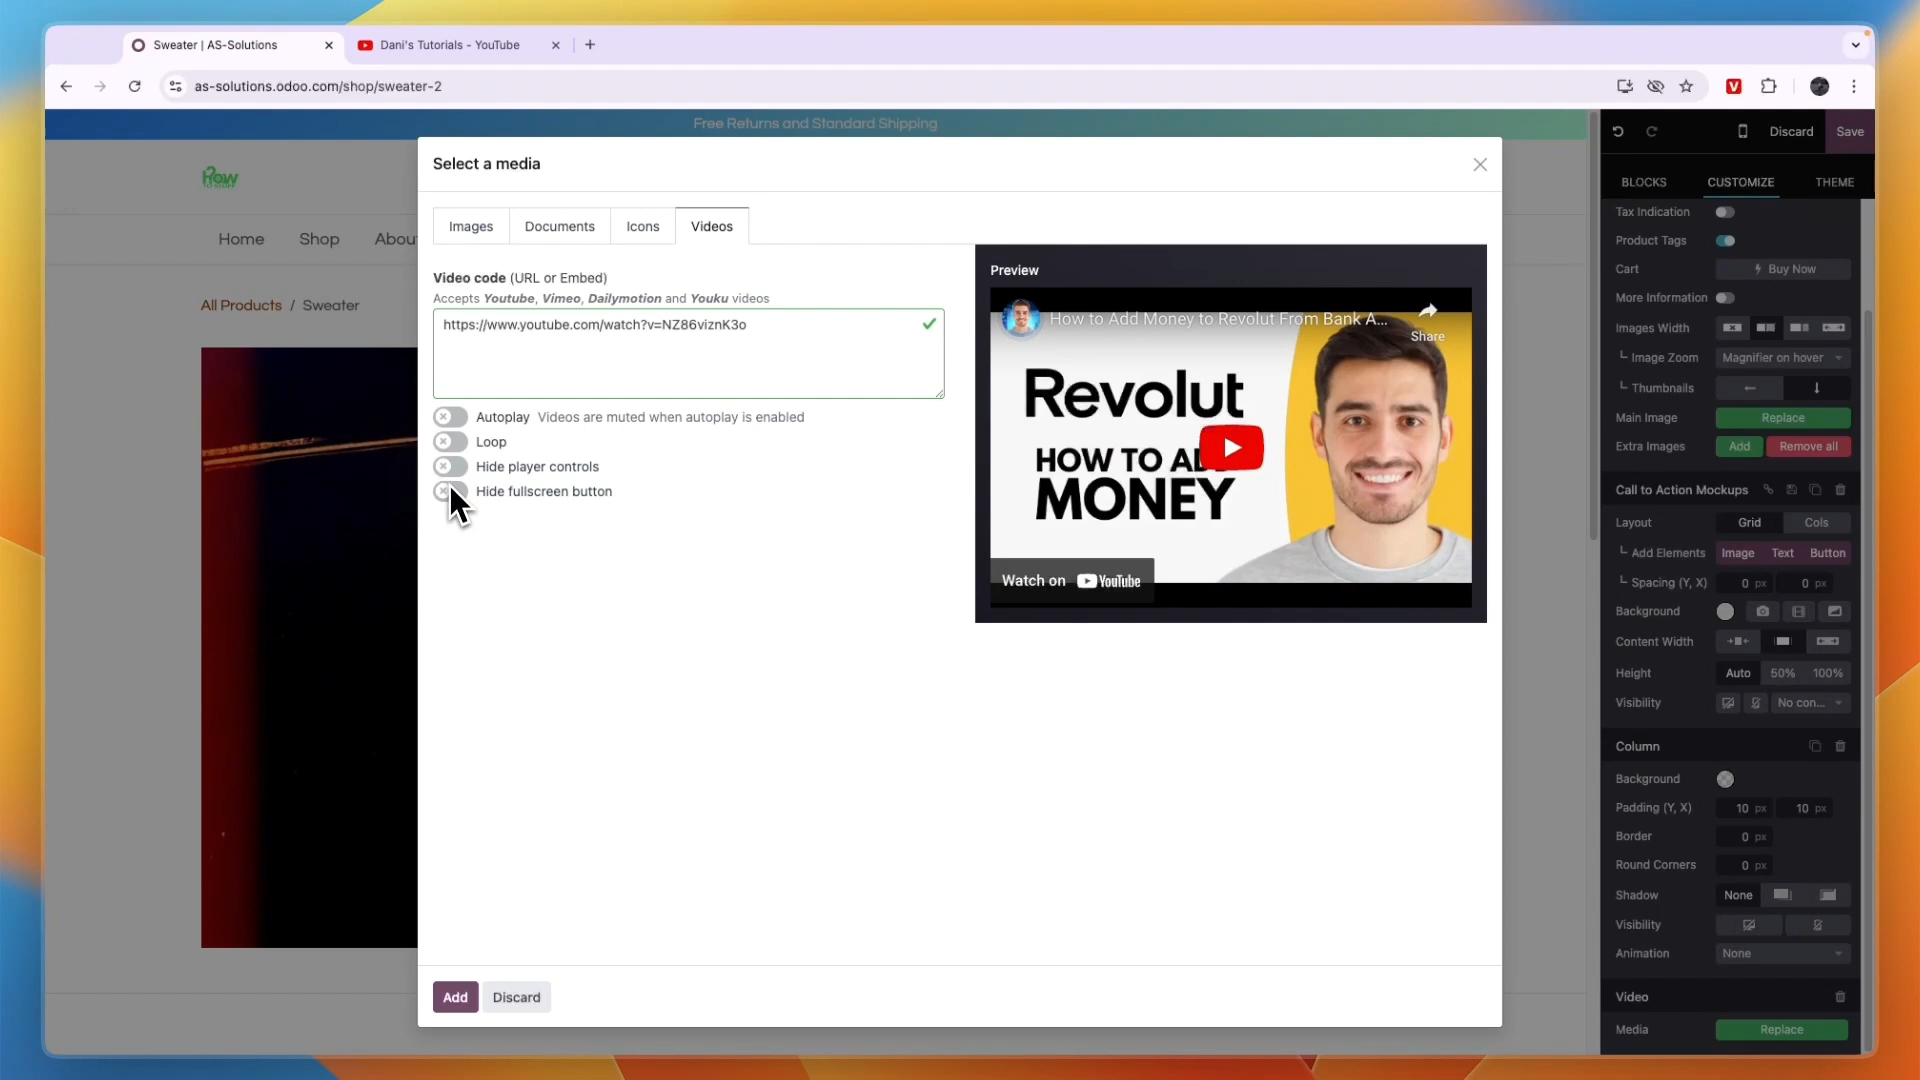 Sweater | AS-Solutions
Dani's Tutorials - YouTube
as-solutions.odoo.com/shop/sweater-2
Free Returns and Standard Shipping
Discard
Save
HOW
Home
Shop
Abou
All Products / Sweater
Select a media
Images
Documents
Icons
Videos
Video code (URL or Embed)
Accepts Youtube, Vimeo, Dailymotion and Youku videos
https://www.youtube.com/watch?v=NZ86viznK3o
Autoplay Videos are muted when autoplay is enabled
Loop
Hide player controls
Hide fullscreen button
Preview
How to Add Money to Revolut From Bank A...
Share
Revolut
HOW TO AD
MONEY
Watch on YouTube
Add
Discard
BLOCKS
CUSTOMIZE
THEME
Tax Indication
Product Tags
Cart
Buy Now
More Information
Images Width
Image Zoom
Magnifier on hover
Thumbnails
Main Image
Replace
Extra Images
Add
Remove all
Call to Action Mockups
Layout
Grid
Cols
Add Elements
Image
Text
Button
Spacing (Y, X)
0 px
0 px
Background
Content Width
Height
Auto
50%
100%
Visibility
No con...
Column
Background
Padding (Y, X)
10 px
10 px
Border
0 px
Round Corners
0 px
Shadow
None
Visibility
Animation
None
Video
Media
Replace